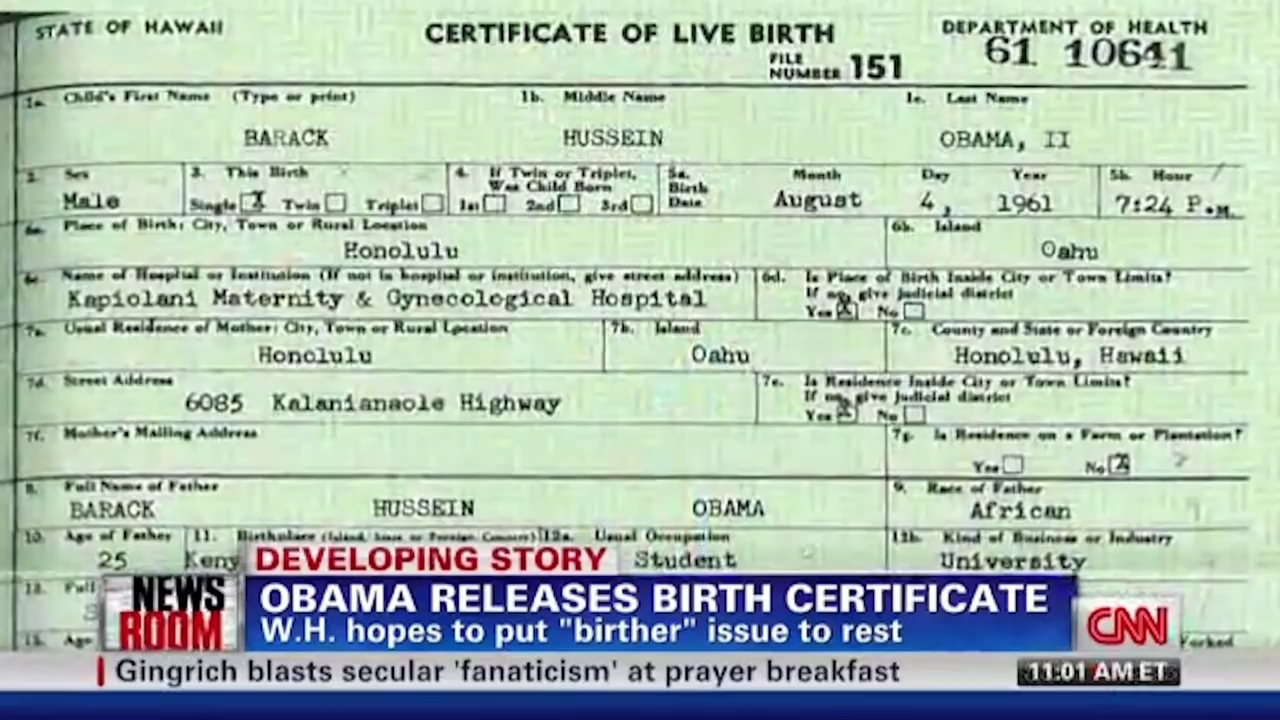 STATE OF HAWAII CERTIFICATE OF LIVE BIRTH DEPARTMENT OF HEALTH
FILE NUMBER 151 61 10641
1a. Child's First Name (Type or print) 1b. Middle Name 1c. Last Name
BARACK HUSSEIN OBAMA, II
2. Sex 3. This Birth 4. If Twin or Triplet, Was Child Born 5a. Birth Date Month Day Year 5b. Hour
Male Single X Twin Triplet 1st 2nd 3rd August 4, 1961 7:24 P.M.
6a. Place of Birth: City, Town or Rural Location 6b. Island
Honolulu Oahu
6c. Name of Hospital or Institution (If not in hospital or institution, give street address) 6d. Is Place of Birth Inside City or Town Limits?
If no, give judicial district
Kapiolani Maternity & Gynecological Hospital Yes X No
7a. Usual Residence of Mother: City, Town or Rural Location 7b. Island 7c. County and State or Foreign Country
Honolulu Oahu Honolulu, Hawaii
7d. Street Address 7e. Is Residence Inside City or Town Limits?
If no, give judicial district
6085 Kalanianaole Highway Yes X No
7f. Mother's Mailing Address 7g. Is Residence on a Farm or Plantation?
Yes No X
8. Full Name of Father 9. Race of Father
BARACK HUSSEIN OBAMA African
10. Age of Father 11. Birthplace (Island, State or Foreign Country) 12a. Usual Occupation 12b. Kind of Business or Industry
25 Keny Student University
13. Full
DEVELOPING STORY
NEWS ROOM
OBAMA RELEASES BIRTH CERTIFICATE
W.H. hopes to put "birther" issue to rest
CNN
15. Age
Gingrich blasts secular 'fanaticism' at prayer breakfast
11:01 AM ET